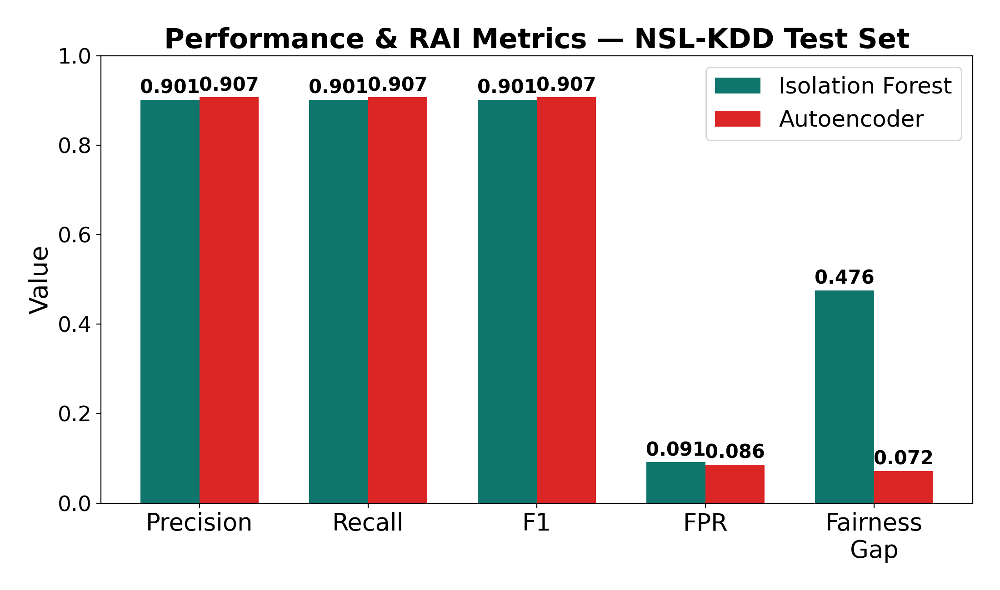 Performance & RAI Metrics — NSL-KDD Test Set
1.0
0.8
0.6
0.4
0.2
0.0
Value
Isolation Forest
Autoencoder
0.901 0.907
0.901 0.907
0.901 0.907
0.091 0.086
0.476
0.072
Precision
Recall
F1
FPR
Fairness
Gap